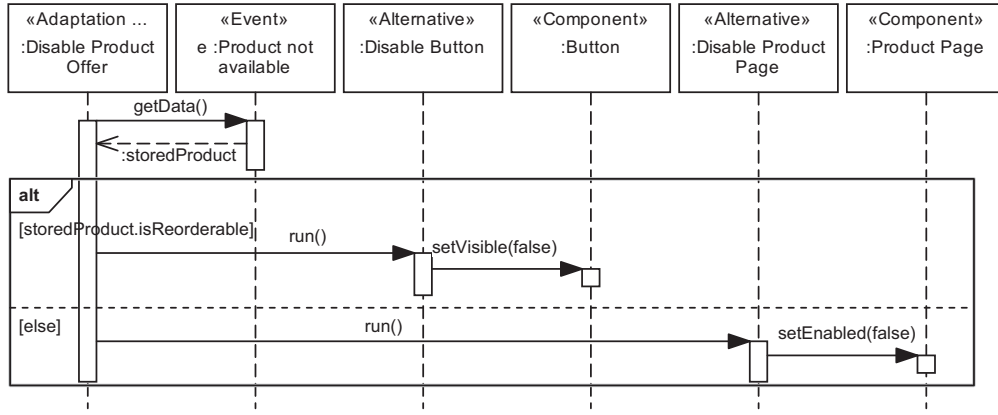 «Adaptation ...
:Disable Product
Offer
«Event»
e :Product not
available
«Alternative»
:Disable Button
«Component»
:Button
«Alternative»
:Disable Product
Page
«Component»
:Product Page
getData()
:storedProduct
alt
[storedProduct.isReorderable]
run()
setVisible(false)
[else]
run()
setEnabled(false)